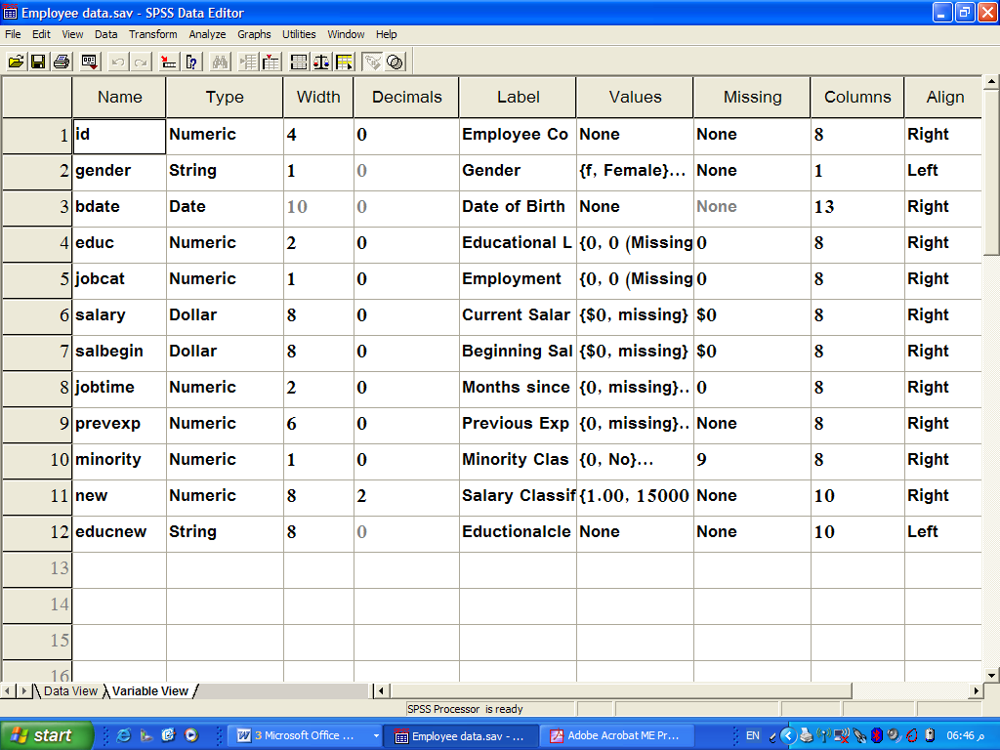 Employee data.sav - SPSS Data Editor
File Edit View Data Transform Analyze Graphs Utilities Window Help
Name Type Width Decimals Label Values Missing Columns Align
1 id Numeric 4 0 Employee Co None None 8 Right
2 gender String 1 0 Gender {f, Female}... None 1 Left
3 bdate Date 10 0 Date of Birth None None 13 Right
4 educ Numeric 2 0 Educational L {0, 0 (Missing 0 8 Right
5 jobcat Numeric 1 0 Employment {0, 0 (Missing 0 8 Right
6 salary Dollar 8 0 Current Salar {$0, missing} $0 8 Right
7 salbegin Dollar 8 0 Beginning Sal {$0, missing} $0 8 Right
8 jobtime Numeric 2 0 Months since {0, missing}.. 0 8 Right
9 prevexp Numeric 6 0 Previous Exp {0, missing}.. None 8 Right
10 minority Numeric 1 0 Minority Clas {0, No}... 9 8 Right
11 new Numeric 8 2 Salary Classif {1.00, 15000 None 10 Right
12 educnew String 8 0 Eductionalcle None None 10 Left
13
14
15
16
Data View Variable View
SPSS Processor is ready
start 3 Microsoft Office ... Employee data.sav - ... Adobe Acrobat ME Pr... EN 06:46 م